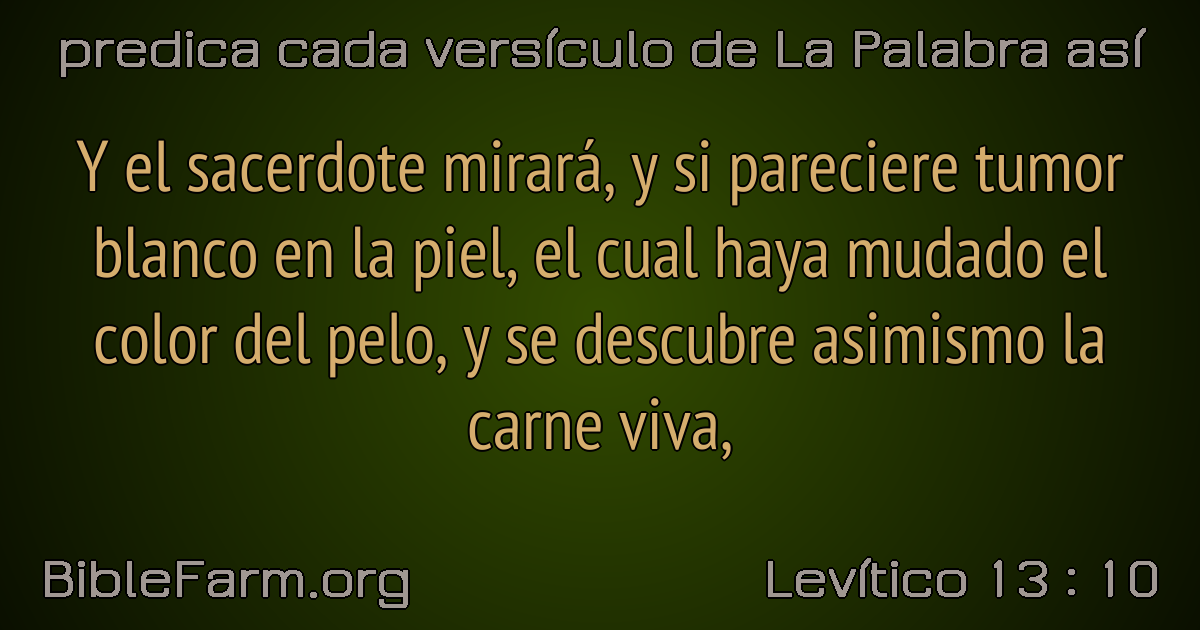 predica cada versículo de La Palabra así
Y el sacerdote mirará, y si pareciere tumor
blanco en la piel, el cual haya mudado el
color del pelo, y se descubre asimismo la
carne viva,
BibleFarm.org
Levítico 13 : 10